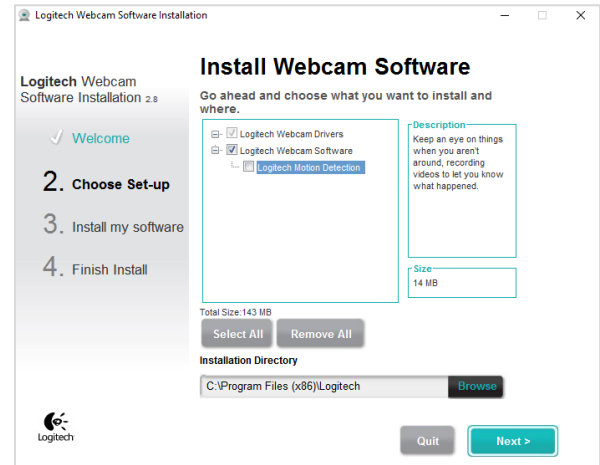 Logitech Webcam Software Installation
Install Webcam Software
Logitech Webcam
Software Installation 2.8
Go ahead and choose what you want to install and
where.
Welcome
2. Choose Set-up
3. Install my software
4. Finish Install
Logitech Webcam Drivers
Logitech Webcam Software
Logitech Motion Detection
Description
Keep an eye on things
when you aren't
around, recording
videos to let you know
what happened.
Size
14 MB
Total Size:143 MB
Select All Remove All
Installation Directory
C:\Program Files (x86)\Logitech Browse
Logitech
Quit Next >